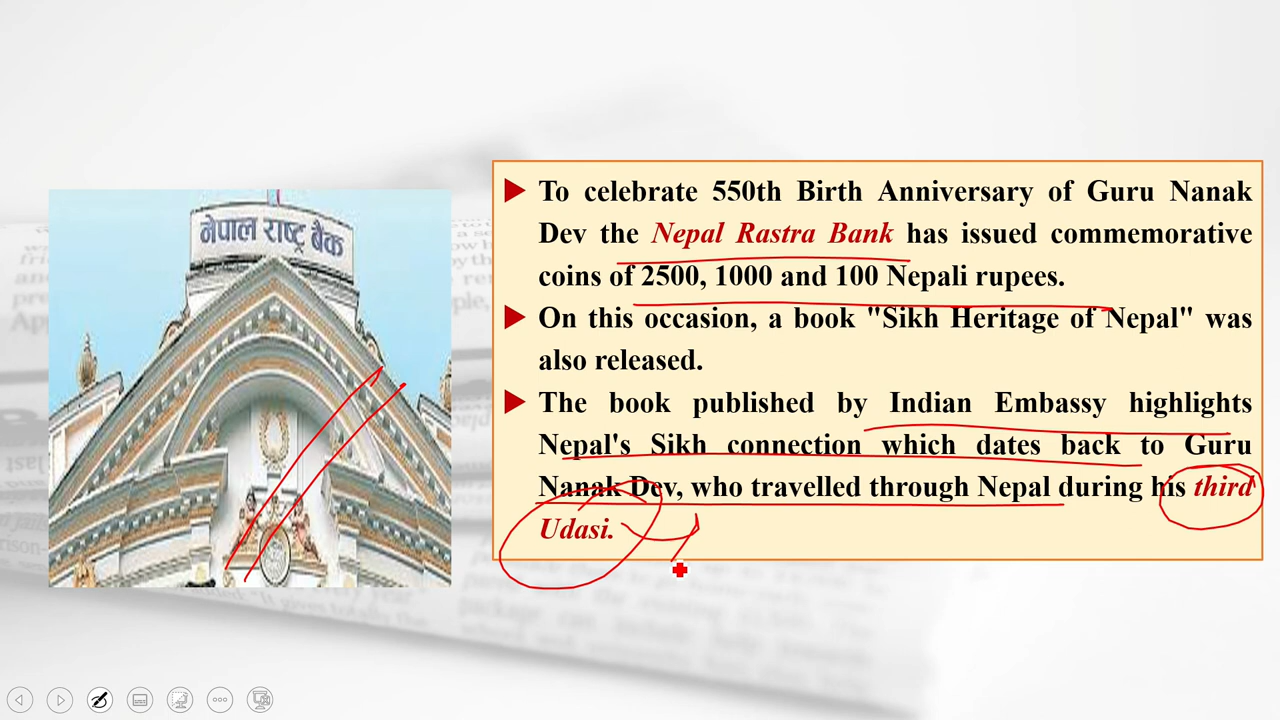 नेपाल राष्ट्र बैंक
To celebrate 550th Birth Anniversary of Guru Nanak
Dev the Nepal Rastra Bank has issued commemorative
coins of 2500, 1000 and 100 Nepali rupees.
On this occasion, a book "Sikh Heritage of Nepal" was
also released.
The book published by Indian Embassy highlights
Nepal's Sikh connection which dates back to Guru
Nanak Dev, who travelled through Nepal during his third
Udasi.